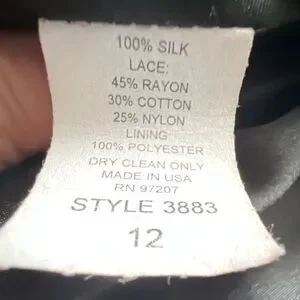 100% SILK
LACE:
45% RAYON
30% COTTON
25% NYLON
LINING
100% POLYESTER
DRY CLEAN ONLY
MADE IN USA
RN 97207
STYLE 3883
12